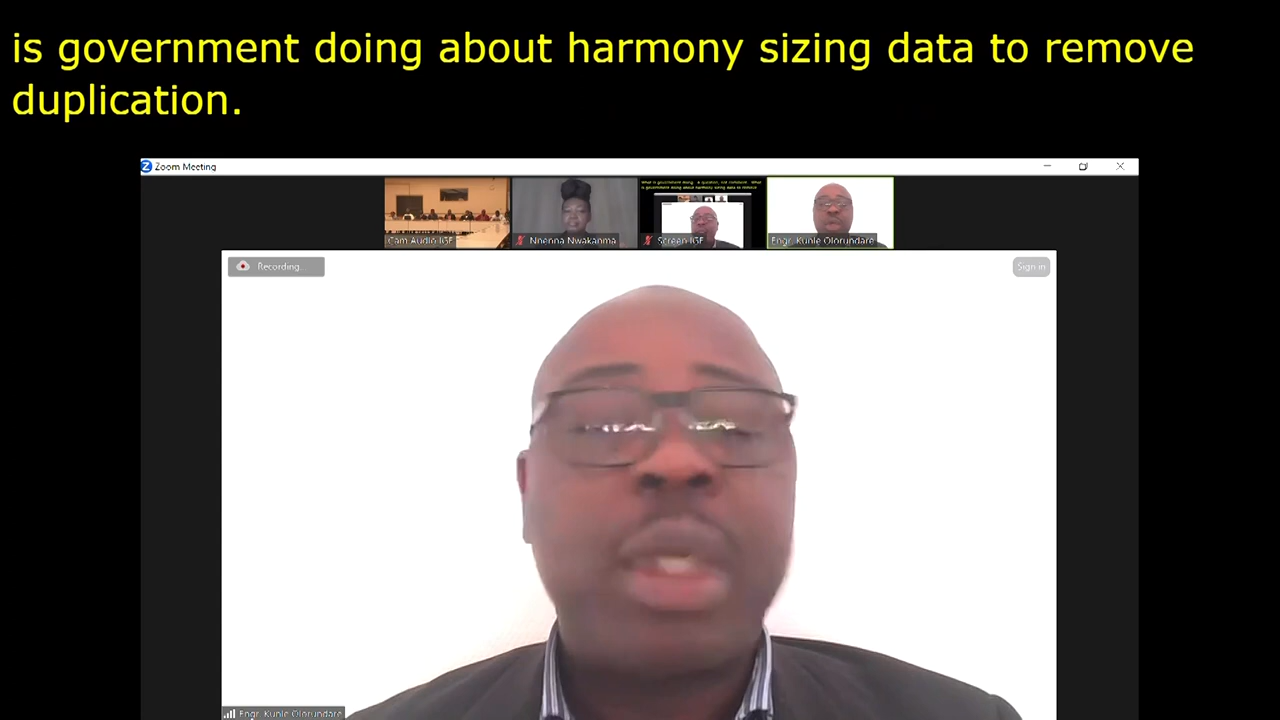 is government doing about harmony sizing data to remove
duplication.
Zoom Meeting
Cam Audio IGF
Nnenna Nwakanma
Screen IGF
Engr. Kunle Olorundare
Recording...
Sign in
Engr. Kunle Olorundare